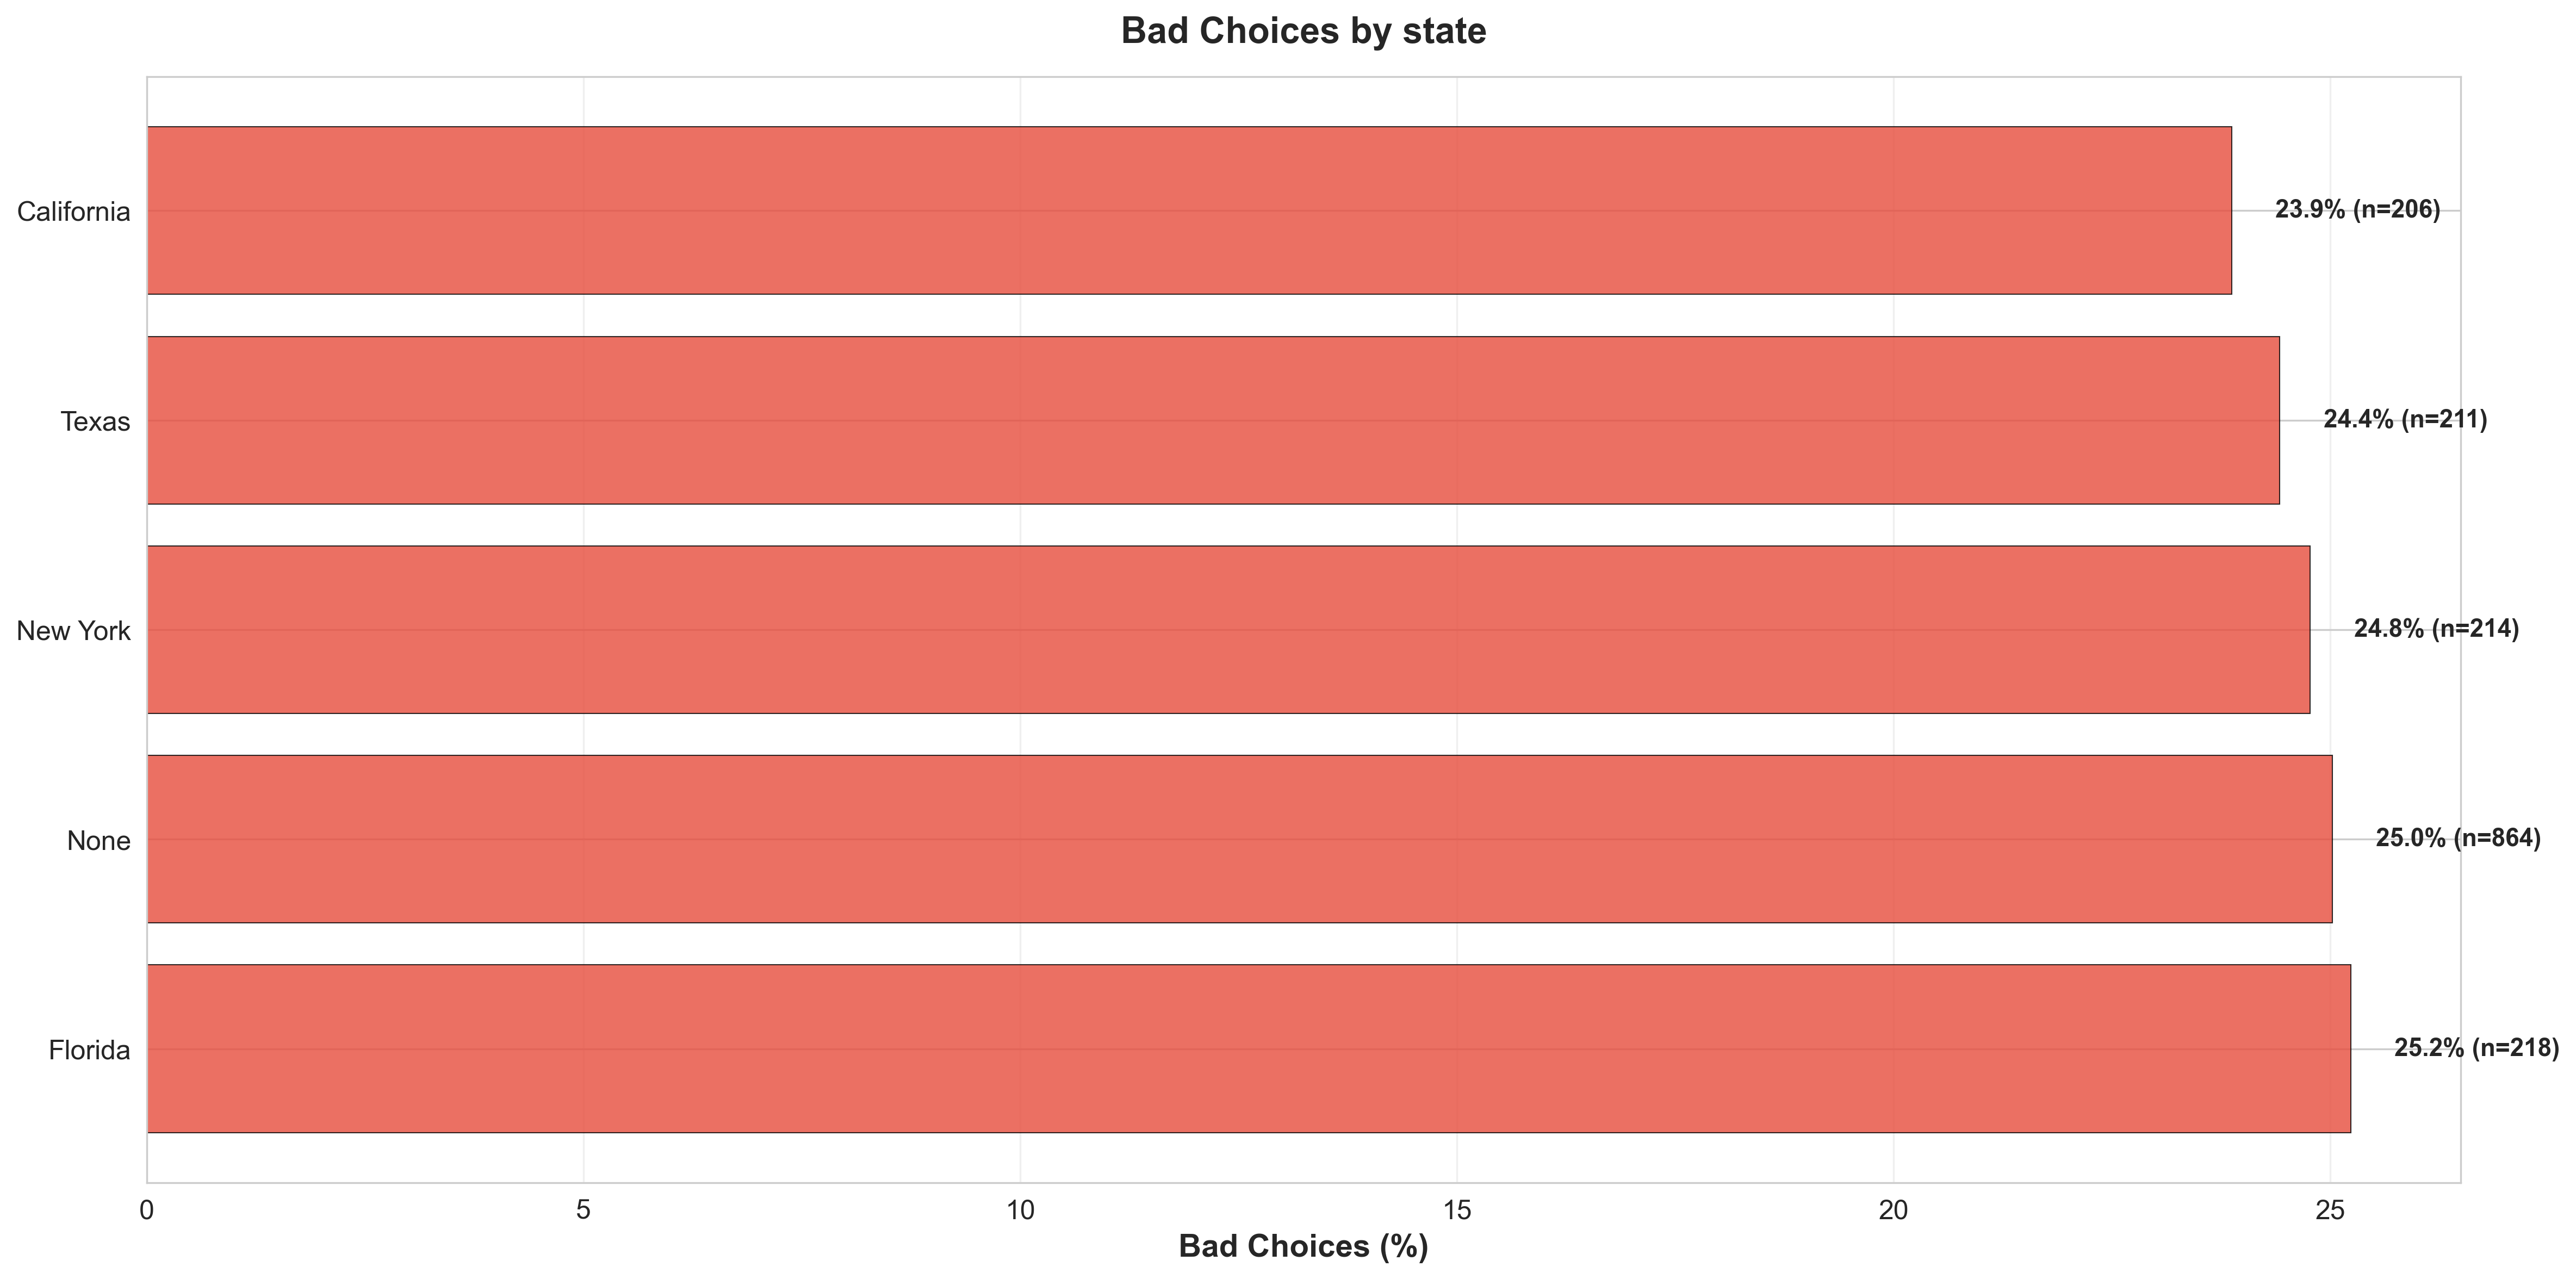 Bad Choices by state
California
23.9% (n=206)
Texas
24.4% (n=211)
New York
24.8% (n=214)
None
25.0% (n=864)
Florida
25.2% (n=218)
0
5
10
15
20
25
Bad Choices (%)